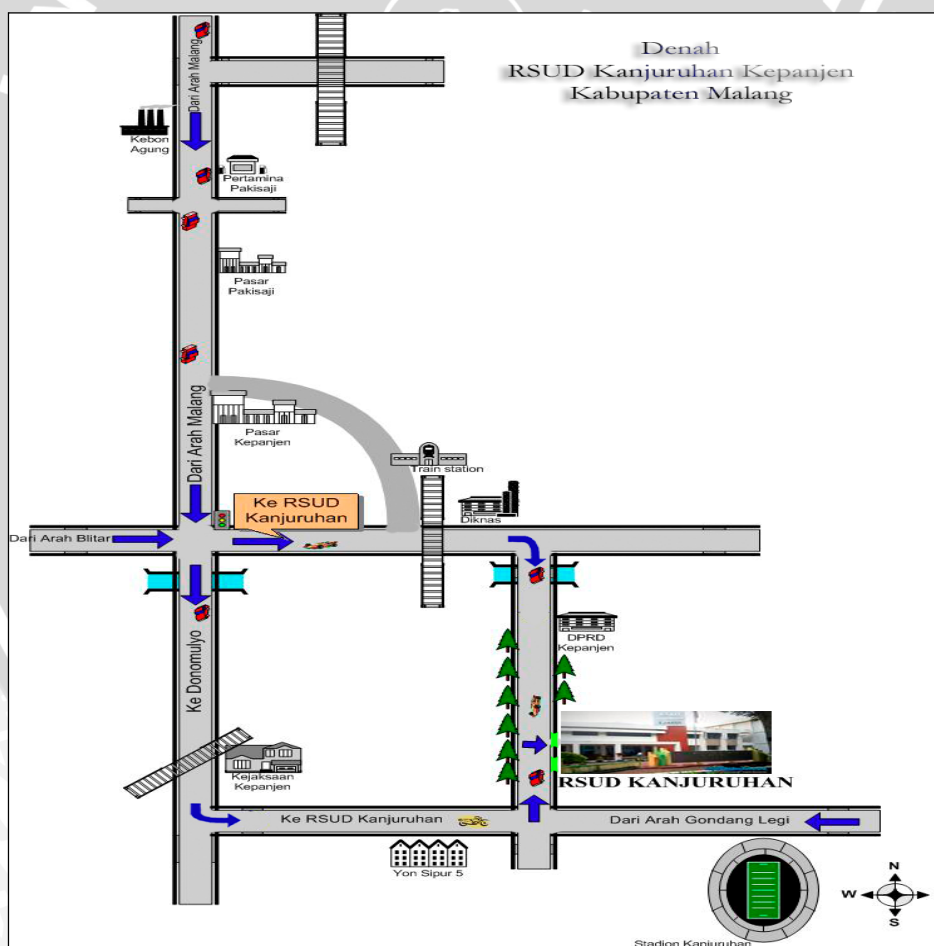 Denah
RSUD Kanjuruhan Kepanjen
Kabupaten Malang
Dari Arah Malang
Kebon
Agung
Pertamina
Pakisaji
Pasar
Pakisaji
Dari Arah Malang
Pasar
Kepanjen
Train station
Diknas
Ke RSUD
Kanjuruhan
Dari Arah Blitar
Ke Donomulyo
DPRD
Kepanjen
Kejaksaan
Kepanjen
RSUD KANJURUHAN
Ke RSUD Kanjuruhan
Dari Arah Gondang Legi
Yon Sipur 5
N
W
E
S
Stadion Kanjuruhan